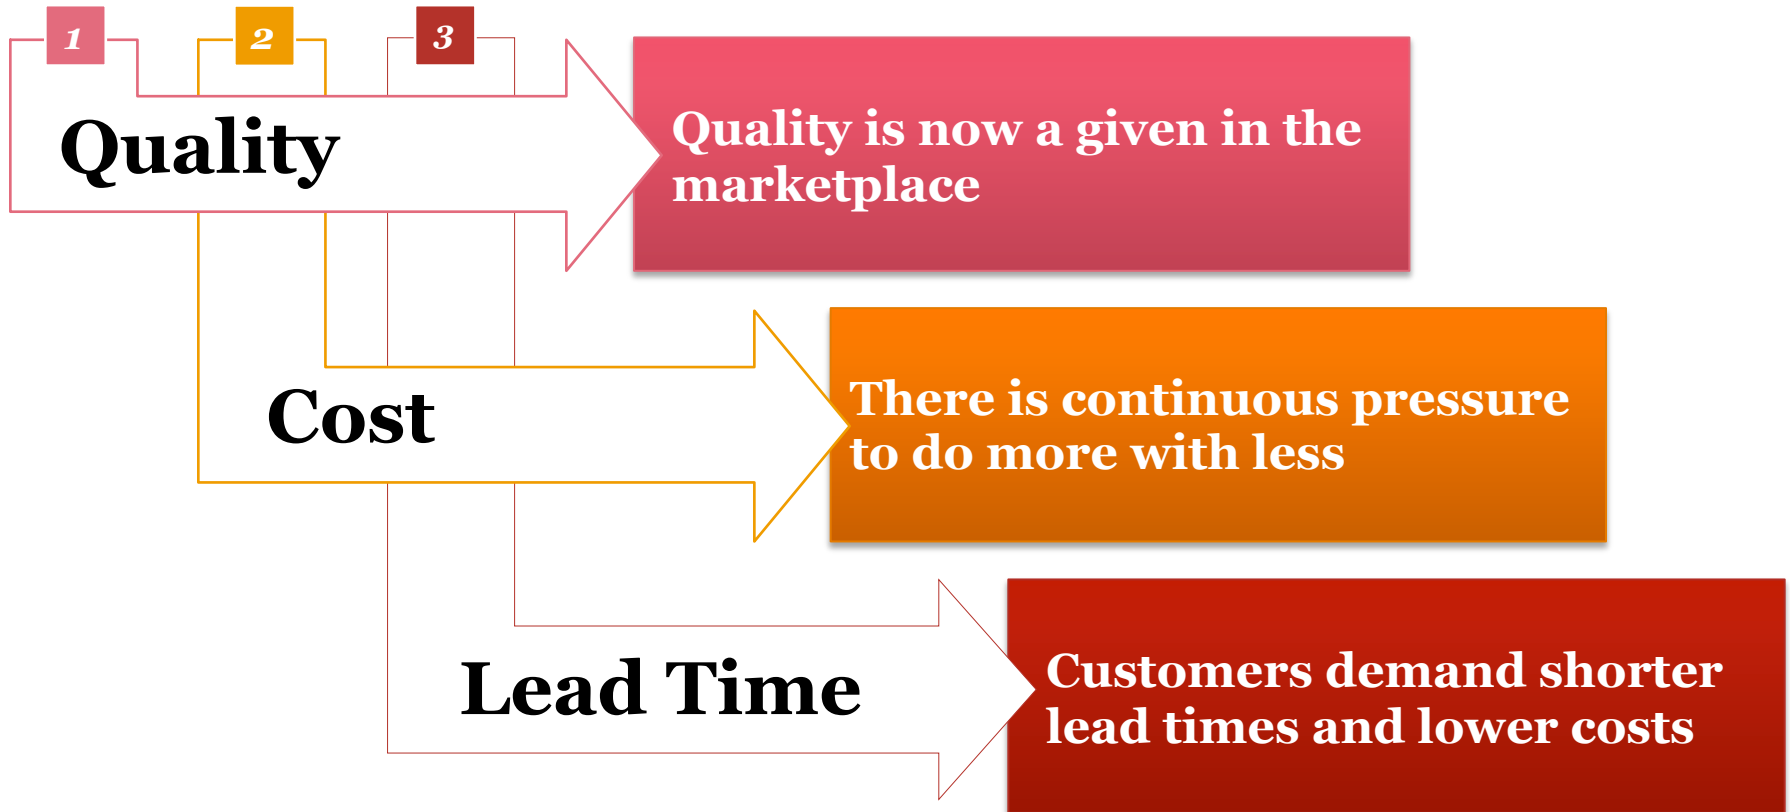 1
2
3
Quality
Quality is now a given in the
marketplace
Cost
There is continuous pressure
to do more with less
Lead Time
Customers demand shorter
lead times and lower costs